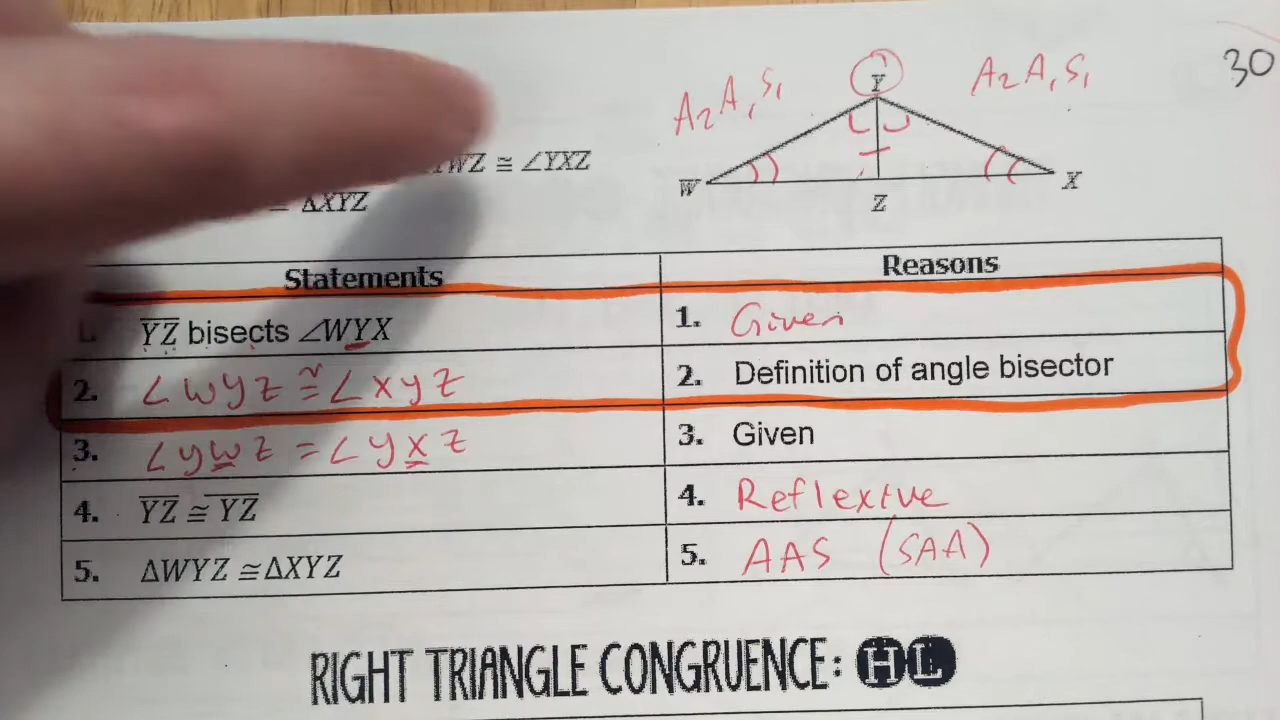 30
A₂A₁S₁ Y A₂A₁S₁
≅ ∠YXZ
W X
≅ ΔXYZ
Z
Statements Reasons
YZ bisects ∠WYX 1. Given
2. ∠WYZ ≅ ∠XYZ 2. Definition of angle bisector
3. ∠YWZ = ∠YXZ 3. Given
4. YZ ≅ YZ 4. Reflextve
5. ΔWYZ ≅ ΔXYZ 5. AAS (SAA)
RIGHT TRIANGLE CONGRUENCE: HL